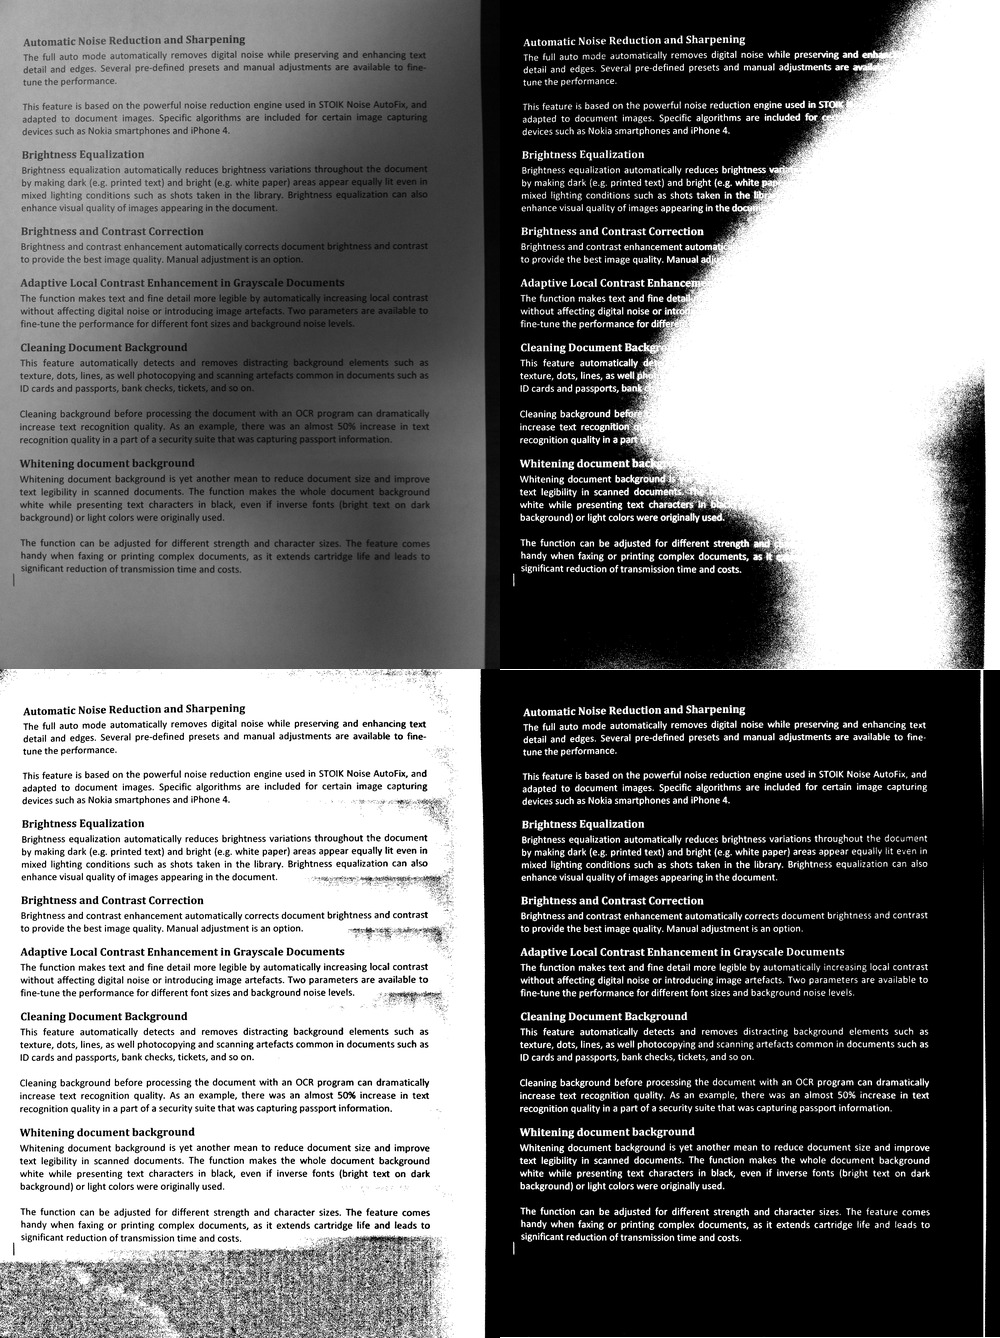 Automatic Noise Reduction and Sharpening
The full auto mode automatically removes digital noise while preserving and enhancing text
detail and edges. Several pre-defined presets and manual adjustments are available to fine-
tune the performance.
This feature is based on the powerful noise reduction engine used in STOIK Noise AutoFix, and
adapted to document images. Specific algorithms are included for certain image capturing
devices such as Nokia smartphones and iPhone 4.
Brightness Equalization
Brightness equalization automatically reduces brightness variations throughout the document
by making dark (e.g. printed text) and bright (e.g. white paper) areas appear equally lit even in
mixed lighting conditions such as shots taken in the library. Brightness equalization can also
enhance visual quality of images appearing in the document.
Brightness and Contrast Correction
Brightness and contrast enhancement automatically corrects document brightness and contrast
to provide the best image quality. Manual adjustment is an option.
Adaptive Local Contrast Enhancement in Grayscale Documents
The function makes text and fine detail more legible by automatically increasing local contrast
without affecting digital noise or introducing image artefacts. Two parameters are available to
fine-tune the performance for different font sizes and background noise levels.
Cleaning Document Background
This feature automatically detects and removes distracting background elements such as
texture, dots, lines, as well photocopying and scanning artefacts common in documents such as
ID cards and passports, bank checks, tickets, and so on.
Cleaning background before processing the document with an OCR program can dramatically
increase text recognition quality. As an example, there was an almost 50% increase in text
recognition quality in a part of a security suite that was capturing passport information.
Whitening document background
Whitening document background is yet another mean to reduce document size and improve
text legibility in scanned documents. The function makes the whole document background
white while presenting text characters in black, even if inverse fonts (bright text on dark
background) or light colors were originally used.
The function can be adjusted for different strength and character sizes. The feature comes
handy when faxing or printing complex documents, as it extends cartridge life and leads to
significant reduction of transmission time and costs.
Automatic Noise Reduction and Sharpening
The full auto mode automatically removes digital noise while preserving and
detail and edges. Several pre-defined presets and manual adjustments are
tune the performance.
This feature is based on the powerful noise reduction engine used in STOIK
adapted to document images. Specific algorithms are included for
devices such as Nokia smartphones and iPhone 4.
Brightness Equalization
Brightness equalization automatically reduces brightness
by making dark (e.g. printed text) and bright (e.g. white
mixed lighting conditions such as shots taken in the
enhance visual quality of images appearing in the
Brightness and Contrast Correction
Brightness and contrast enhancement
to provide the best image quality. Manual
Adaptive Local Contrast
The function makes text and fine detail
without affecting digital noise or
fine-tune the performance for
Cleaning Document
This feature automatically
texture, dots, lines, as well
ID cards and passports, bank
Cleaning background
increase text recognition
recognition quality in a part
Whitening document
Whitening document background is
text legibility in scanned documents.
white while presenting text characters in
background) or light colors were originally used.
The function can be adjusted for different strength and
handy when faxing or printing complex documents, as it
significant reduction of transmission time and costs.
Automatic Noise Reduction and Sharpening
The full auto mode automatically removes digital noise while preserving and enhancing text
detail and edges. Several pre-defined presets and manual adjustments are available to fine-
tune the performance.
This feature is based on the powerful noise reduction engine used in STOIK Noise AutoFix, and
adapted to document images. Specific algorithms are included for certain image capturing
devices such as Nokia smartphones and iPhone 4.
Brightness Equalization
Brightness equalization automatically reduces brightness variations throughout the document
by making dark (e.g. printed text) and bright (e.g. white paper) areas appear equally lit even in
mixed lighting conditions such as shots taken in the library. Brightness equalization can also
enhance visual quality of images appearing in the document.
Brightness and Contrast Correction
Brightness and contrast enhancement automatically corrects document brightness and contrast
to provide the best image quality. Manual adjustment is an option.
Adaptive Local Contrast Enhancement in Grayscale Documents
The function makes text and fine detail more legible by automatically increasing local contrast
without affecting digital noise or introducing image artefacts. Two parameters are available to
fine-tune the performance for different font sizes and background noise levels.
Cleaning Document Background
This feature automatically detects and removes distracting background elements such as
texture, dots, lines, as well photocopying and scanning artefacts common in documents such as
ID cards and passports, bank checks, tickets, and so on.
Cleaning background before processing the document with an OCR program can dramatically
increase text recognition quality. As an example, there was an almost 50% increase in text
recognition quality in a part of a security suite that was capturing passport information.
Whitening document background
Whitening document background is yet another mean to reduce document size and improve
text legibility in scanned documents. The function makes the whole document background
white while presenting text characters in black, even if inverse fonts (bright text on dark
background) or light colors were originally used.
The function can be adjusted for different strength and character sizes. The feature comes
handy when faxing or printing complex documents, as it extends cartridge life and leads to
significant reduction of transmission time and costs.
Automatic Noise Reduction and Sharpening
The full auto mode automatically removes digital noise while preserving and enhancing text
detail and edges. Several pre-defined presets and manual adjustments are available to fine-
tune the performance.
This feature is based on the powerful noise reduction engine used in STOIK Noise AutoFix, and
adapted to document images. Specific algorithms are included for certain image capturing
devices such as Nokia smartphones and iPhone 4.
Brightness Equalization
Brightness equalization automatically reduces brightness variations throughout the document
by making dark (e.g. printed text) and bright (e.g. white paper) areas appear equally lit even in
mixed lighting conditions such as shots taken in the library. Brightness equalization can also
enhance visual quality of images appearing in the document.
Brightness and Contrast Correction
Brightness and contrast enhancement automatically corrects document brightness and contrast
to provide the best image quality. Manual adjustment is an option.
Adaptive Local Contrast Enhancement in Grayscale Documents
The function makes text and fine detail more legible by automatically increasing local contrast
without affecting digital noise or introducing image artefacts. Two parameters are available to
fine-tune the performance for different font sizes and background noise levels.
Cleaning Document Background
This feature automatically detects and removes distracting background elements such as
texture, dots, lines, as well photocopying and scanning artefacts common in documents such as
ID cards and passports, bank checks, tickets, and so on.
Cleaning background before processing the document with an OCR program can dramatically
increase text recognition quality. As an example, there was an almost 50% increase in text
recognition quality in a part of a security suite that was capturing passport information.
Whitening document background
Whitening document background is yet another mean to reduce document size and improve
text legibility in scanned documents. The function makes the whole document background
white while presenting text characters in black, even if inverse fonts (bright text on dark
background) or light colors were originally used.
The function can be adjusted for different strength and character sizes. The feature comes
handy when faxing or printing complex documents, as it extends cartridge life and leads to
significant reduction of transmission time and costs.